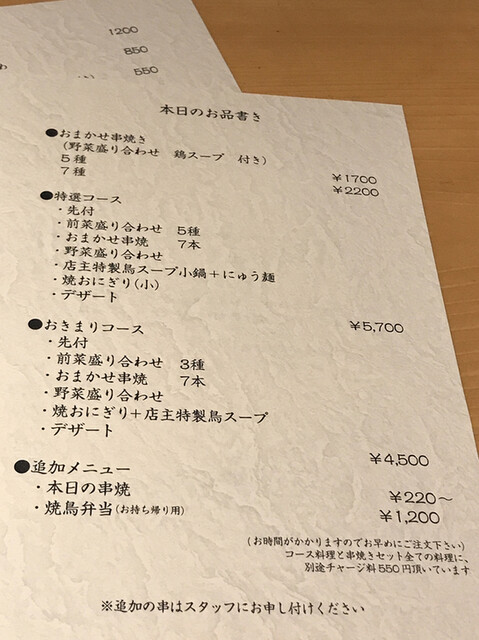 1200
850
550
本日のお品書き
●おまかせ串焼き
(野菜盛り合わせ 鶏スープ 付き)
5種 ¥1700
7種 ¥2200
●特選コース
・先付
・前菜盛り合わせ 5種
・おまかせ串焼 7本
・野菜盛り合わせ
・店主特製鳥スープ小鍋+にゅう麺
・焼おにぎり(小)
・デザート
¥5,700
●おきまりコース
・先付
・前菜盛り合わせ 3種
・おまかせ串焼 7本
・野菜盛り合わせ
・焼おにぎり+店主特製鳥スープ
・デザート
¥4,500
●追加メニュー
・本日の串焼 ¥220～
・焼鳥弁当(お持ち帰り用) ¥1,200
(お時間がかかりますのでお早めにご注文下さい)
コース料理と串焼きセット全ての料理に、
別途チャージ料550円頂いています
※追加の串はスタッフにお申し付けください